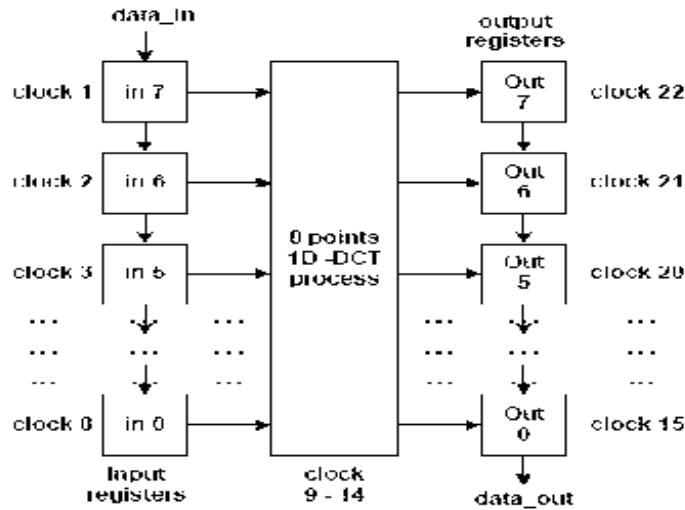 data_in
output
registers
clock 1 in 7 Out 7 clock 22
clock 2 in 6 Out 6 clock 21
8 points
1D -DCT
process
clock 3 in 5 Out 5 clock 20
... ... ... ... ... ...
... ... ... ... ... ...
... ... ... ... ... ...
clock 8 in 0 Out 0 clock 15
Input
registers
clock
9 - 14
data_out